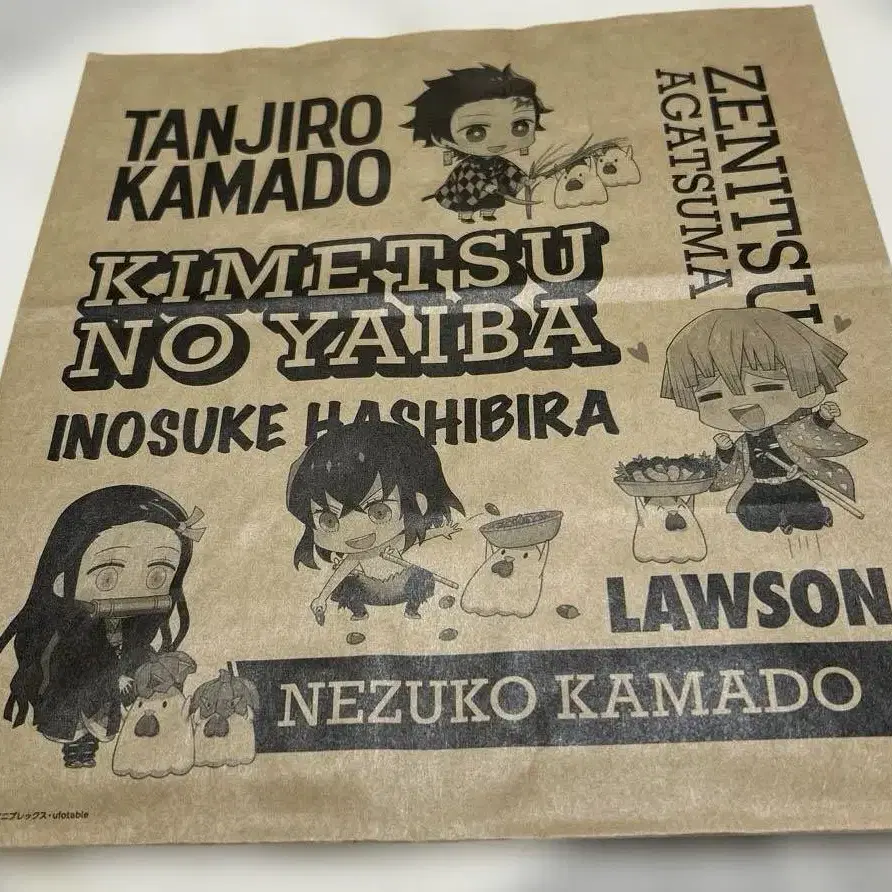 TANJIRO
KAMADO
ZENITSU
AGATSUMA
KIMETSU
NO YAIBA
INOSUKE HASHIBIRA
LAWSON
NEZUKO KAMADO
アニプレックス・ufotable